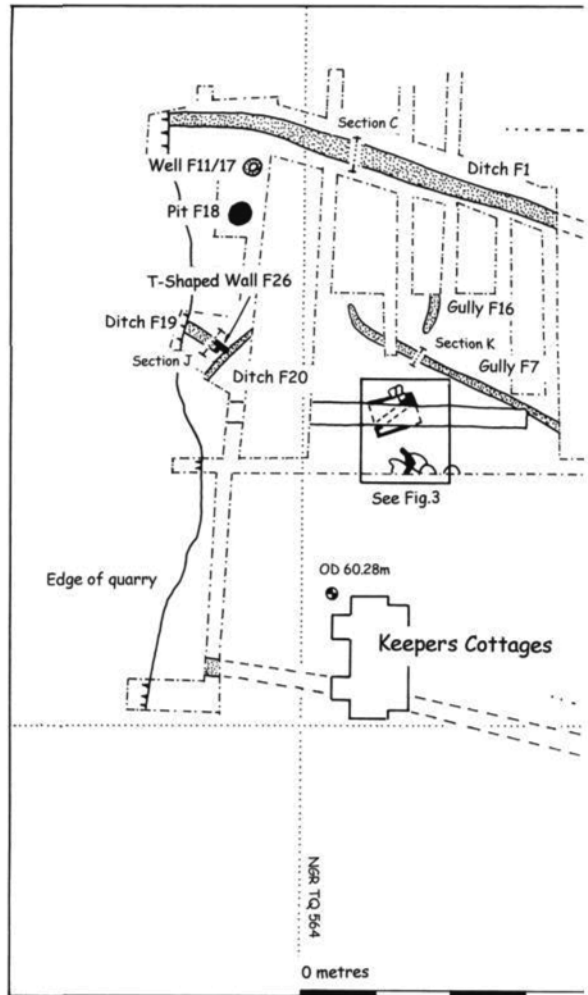 Section C
Ditch F1
Well F11/17
Pit F18
T-Shaped Wall F26
Ditch F19
Gully F16
Section K
Section J
Ditch F20
Gully F7
See Fig.3
OD 60.28m
Edge of quarry
Keepers Cottages
NGR TQ 564
0 metres